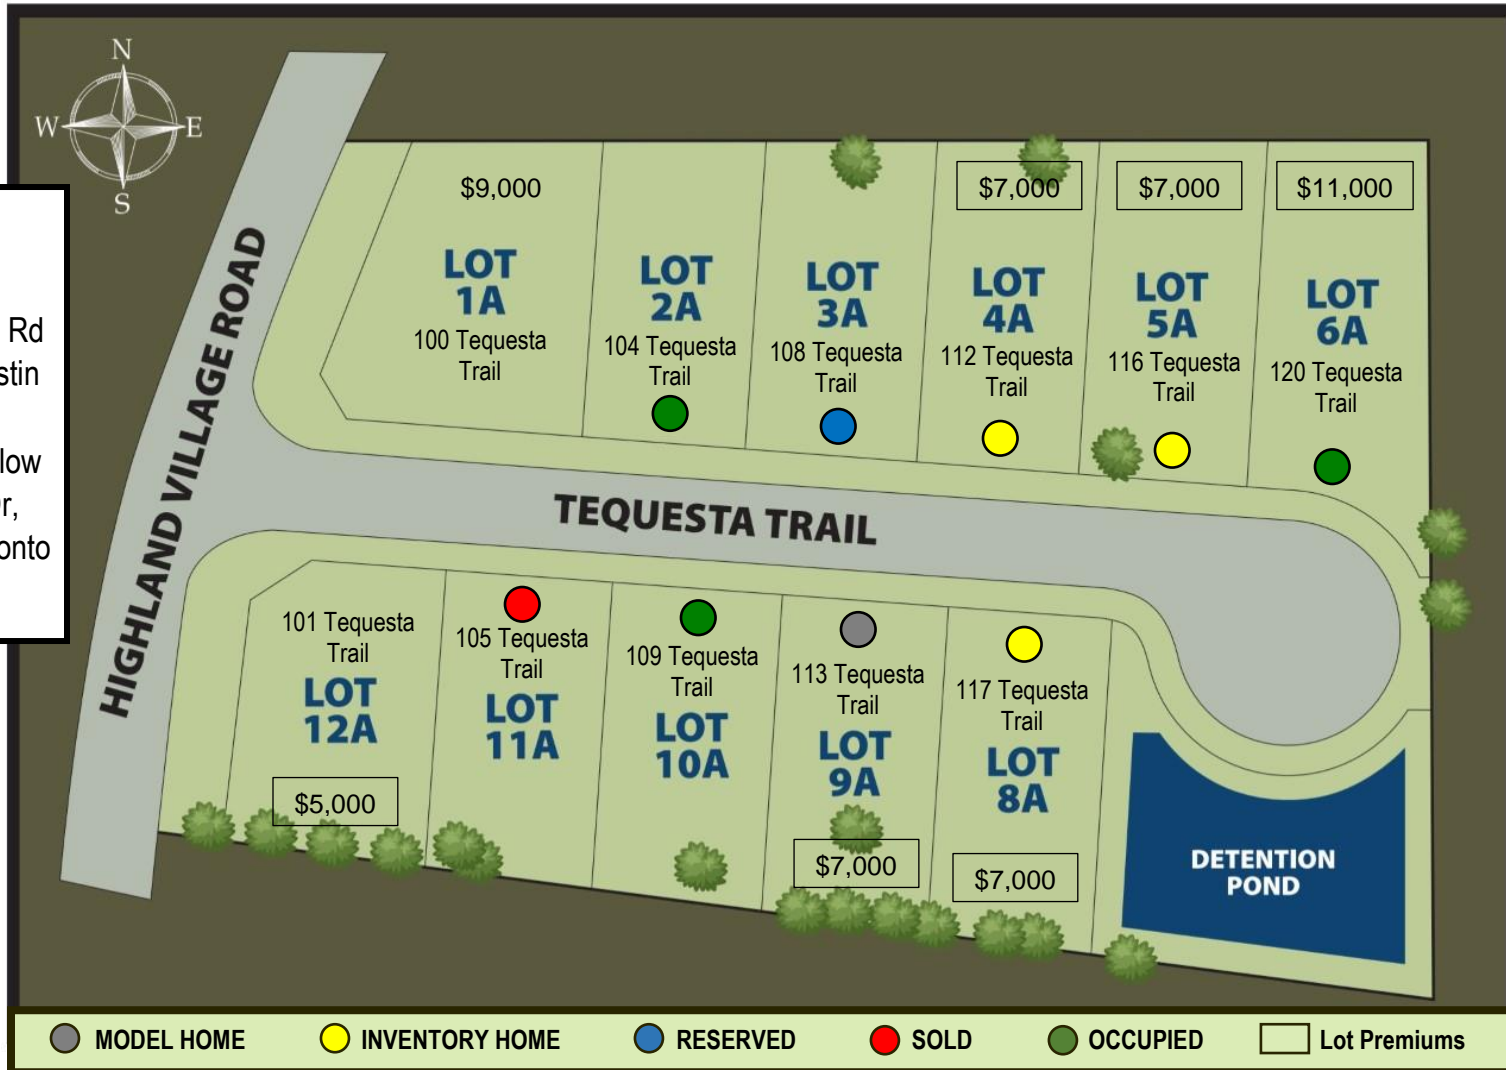 N
W E
S
Rd
stin
low
r,
onto
HIGHLAND VILLAGE ROAD
$9,000
LOT
1A
100 Tequesta
Trail
LOT
2A
104 Tequesta
Trail
LOT
3A
108 Tequesta
Trail
$7,000
LOT
4A
112 Tequesta
Trail
$7,000
LOT
5A
116 Tequesta
Trail
$11,000
LOT
6A
120 Tequesta
Trail
TEQUESTA TRAIL
101 Tequesta
Trail
LOT
12A
$5,000
105 Tequesta
Trail
LOT
11A
109 Tequesta
Trail
LOT
10A
113 Tequesta
Trail
LOT
9A
$7,000
117 Tequesta
Trail
LOT
8A
$7,000
DETENTION
POND
MODEL HOME INVENTORY HOME RESERVED SOLD OCCUPIED Lot Premiums